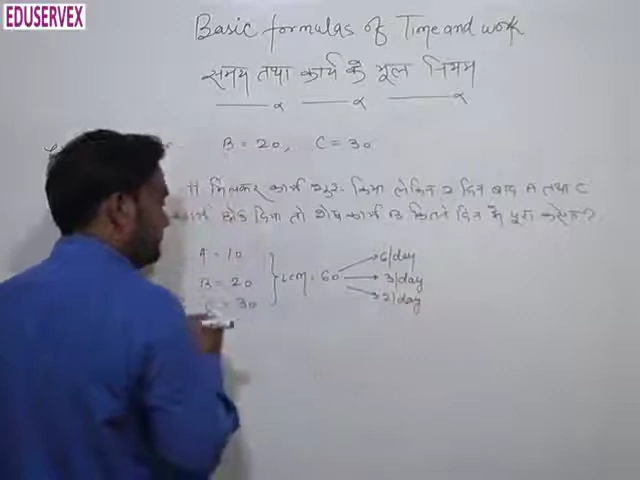 EDUSERVEX
Basic formulas of Time and work
समय तथा कार्य के मूल नियम
B = 20, C = 30
मिलकर कार्य शुरू किया लेकिन 2 दिन बाद A तथा C
छोड़ दिया तो शेष कार्य B कितने दिन में पूरा करेगा?
A = 10
B = 20
C = 30
LCM = 60
6/day
3/day
2/day